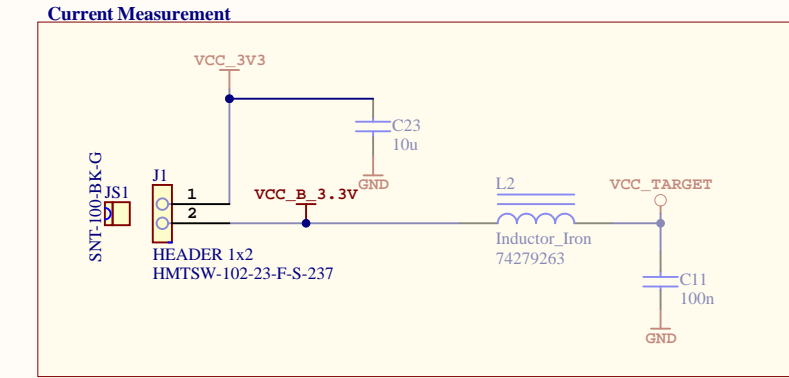 Current Measurement
VCC_3V3
C23
10u
GND
SNT-100-BK-G
JS1
J1
1
2
VCC_B_3.3V
HEADER 1x2
HMTSW-102-23-F-S-237
L2
Inductor_Iron
74279263
VCC_TARGET
C11
100n
GND